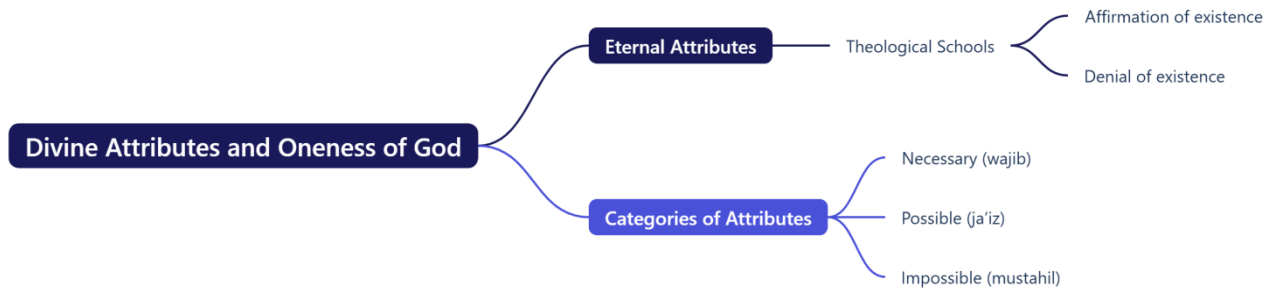 Divine Attributes and Oneness of God
Eternal Attributes
Theological Schools
Affirmation of existence
Denial of existence
Categories of Attributes
Necessary (wajib)
Possible (ja’iz)
Impossible (mustahil)